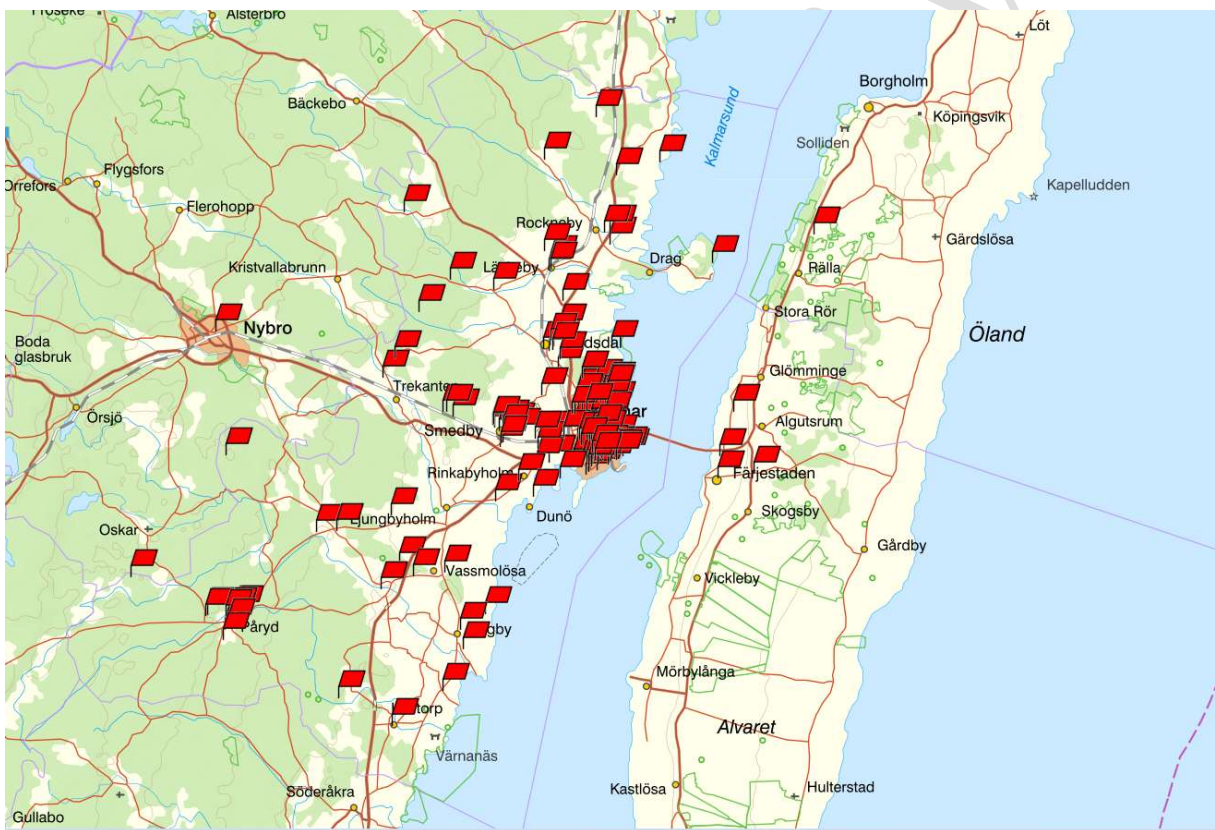 Alsterbro
Löt
Borgholm
Bäckebo
Köpingsvik
Kalmarsund
Solliden
Flygsfors
Orrefors
Kapelludden
Flerohopp
Gärdslösa
Drag
Kristvallabrunn
Rälla
Stora Rör
Nybro
Öland
Boda
glasbruk
Glömminge
Trekanten
Örsjö
Algutsrum
Smedby
Rinkabyholm
Färjestaden
Dunö
Skogsby
Ljungbyholm
Oskar
Gårdby
Vassmolösa
Vickleby
Påryd
Mörbylånga
Alvaret
Värnanäs
Söderåkra
Kastlösa
Hulterstad
Gullabo